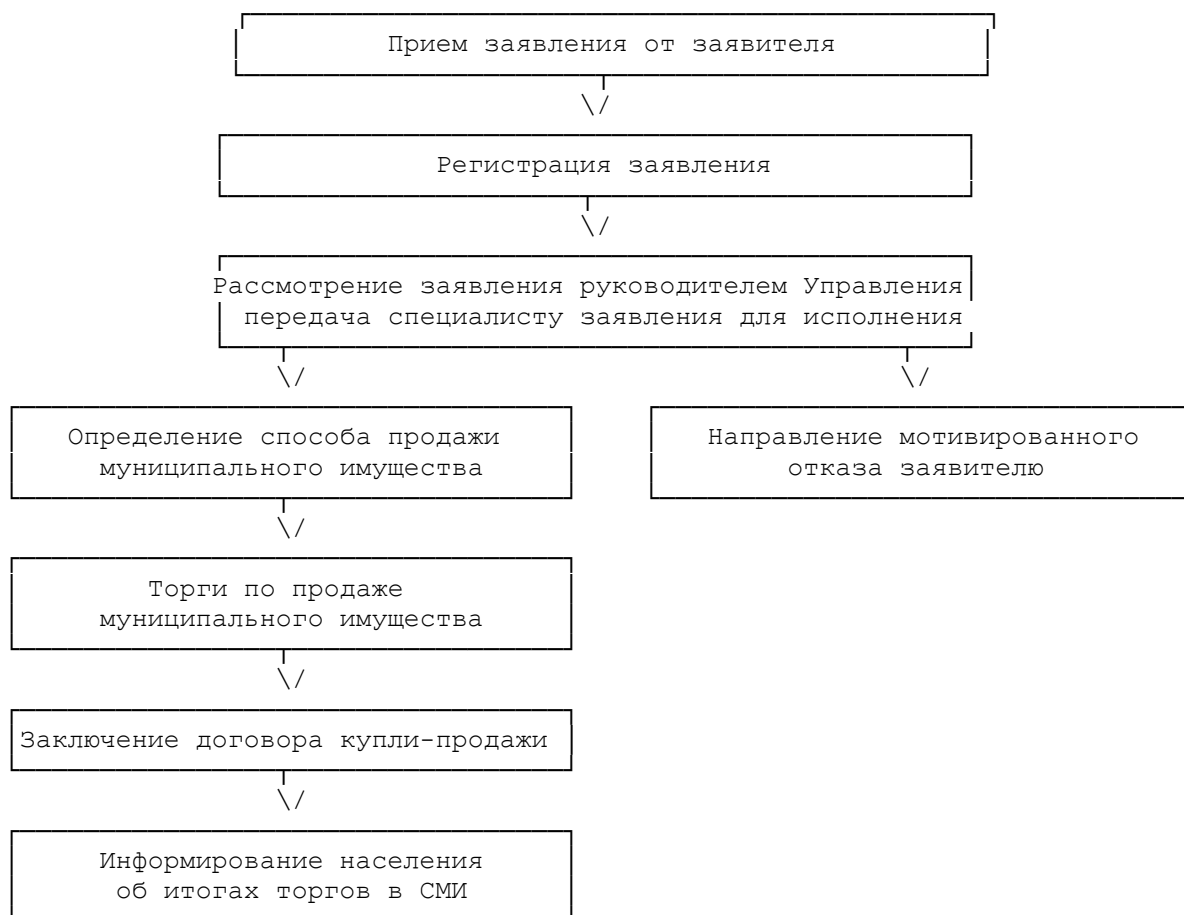 Прием заявления от заявителя
Регистрация заявления
Рассмотрение заявления руководителем Управления
передача специалисту заявления для исполнения
Определение способа продажи
муниципального имущества
Направление мотивированного
отказа заявителю
Торги по продаже
муниципального имущества
Заключение договора купли-продажи
Информирование населения
об итогах торгов в СМИ